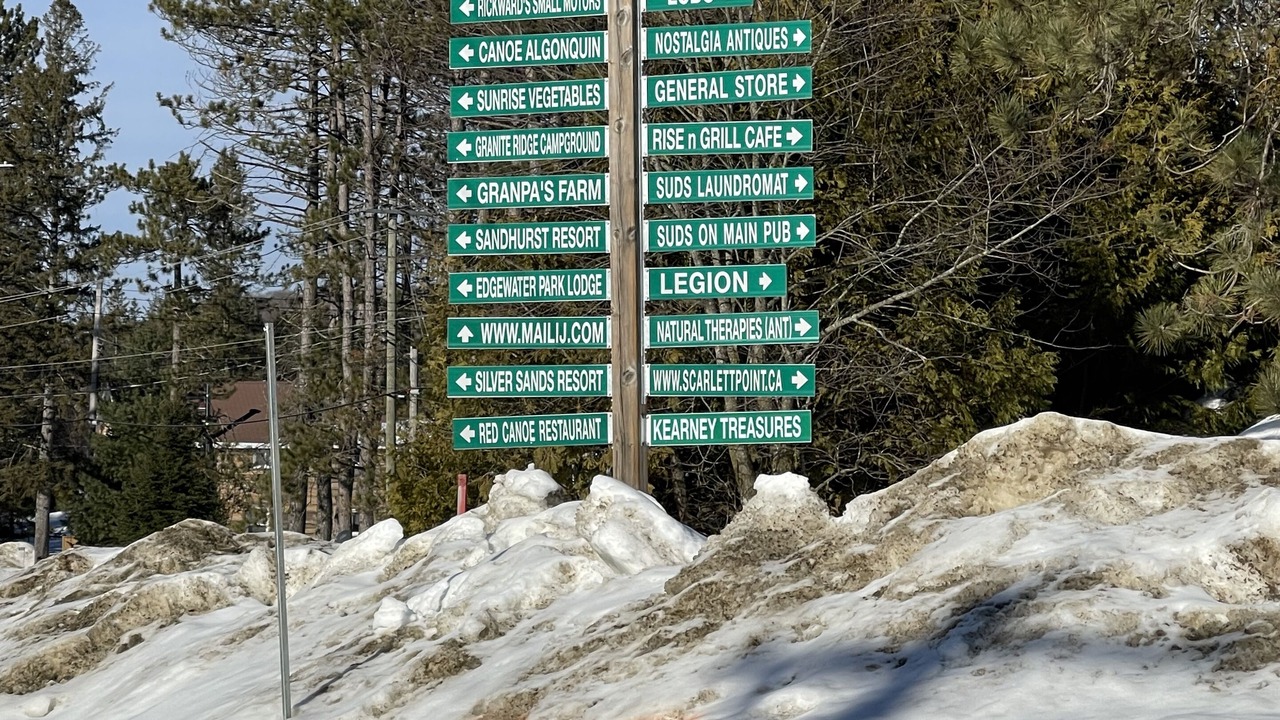 RICKWARD'S SMALL MOTORS
CANOE ALGONQUIN
SUNRISE VEGETABLES
GRANITE RIDGE CAMPGROUND
GRANPA'S FARM
SANDHURST RESORT
EDGEWATER PARK LODGE
WWW.MAILIJ.COM
SILVER SANDS RESORT
RED CANOE RESTAURANT
NOSTALGIA ANTIQUES
GENERAL STORE
RISE n GRILL CAFE
SUDS LAUNDROMAT
SUDS ON MAIN PUB
LEGION
NATURAL THERAPIES (ANT)
WWW.SCARLETTPOINT.CA
KEARNEY TREASURES